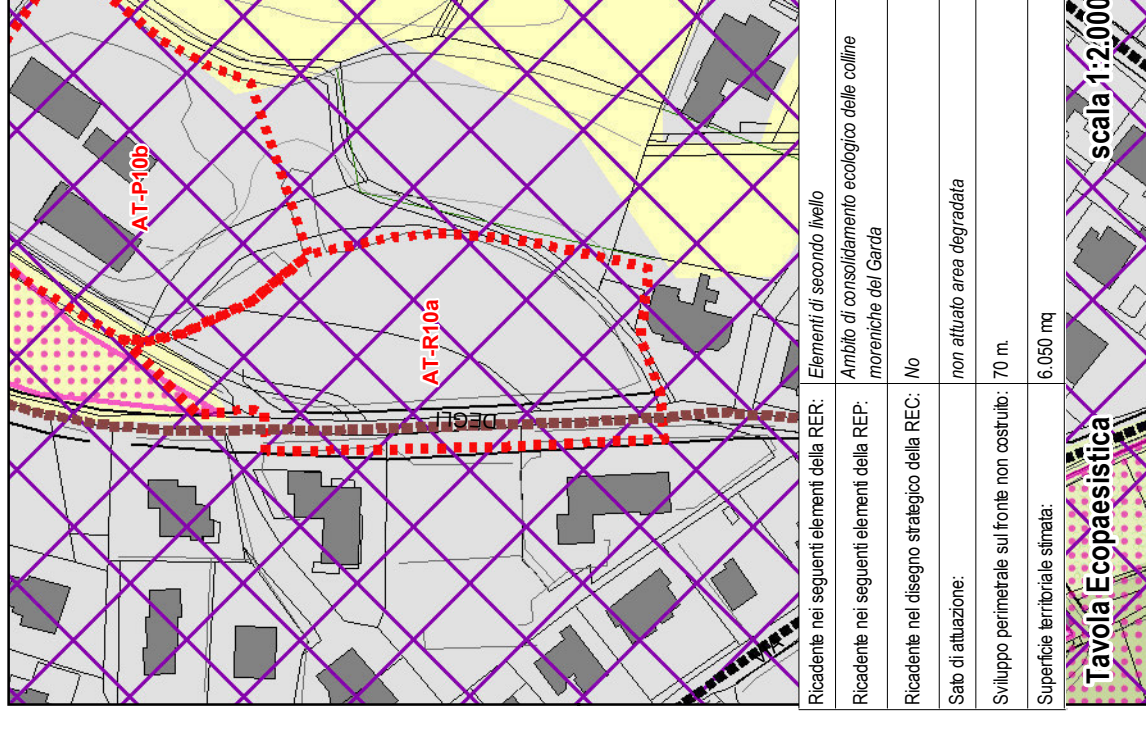 AT-P10b
AT-R10a
DEGLI
VIA
Ricadente nei seguenti elementi della RER: Elementi di secondo livello
Ricadente nei seguenti elementi della REP: Ambito di consolidamento ecologico delle colline
moreniche del Garda
Ricadente nel disegno strategico della REC: No
Sato di attuazione: non attuato area degradata
Sviluppo perimetrale sul fronte non costruito: 70 m.
Superficie territoriale stimata: 6.050 mq
Tavola Ecopaesistica scala 1:2.000